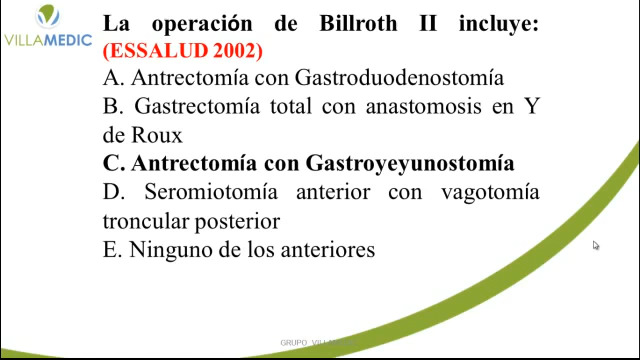 La operación de Billroth II incluye:
VILLAMEDIC
(ESSALUD 2002)
A. Antrectomía con Gastroduodenostomía
B. Gastrectomía total con anastomosis en Y
de Roux
C. Antrectomía con Gastroyeyunostomía
D. Seromiotomía anterior con vagotomía
troncular posterior
E. Ninguno de los anteriores
GRUPO